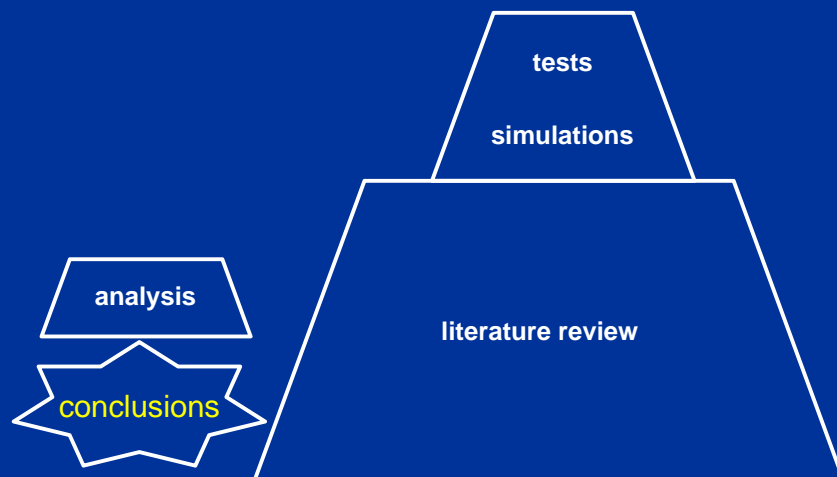 tests
simulations
literature review
analysis
conclusions